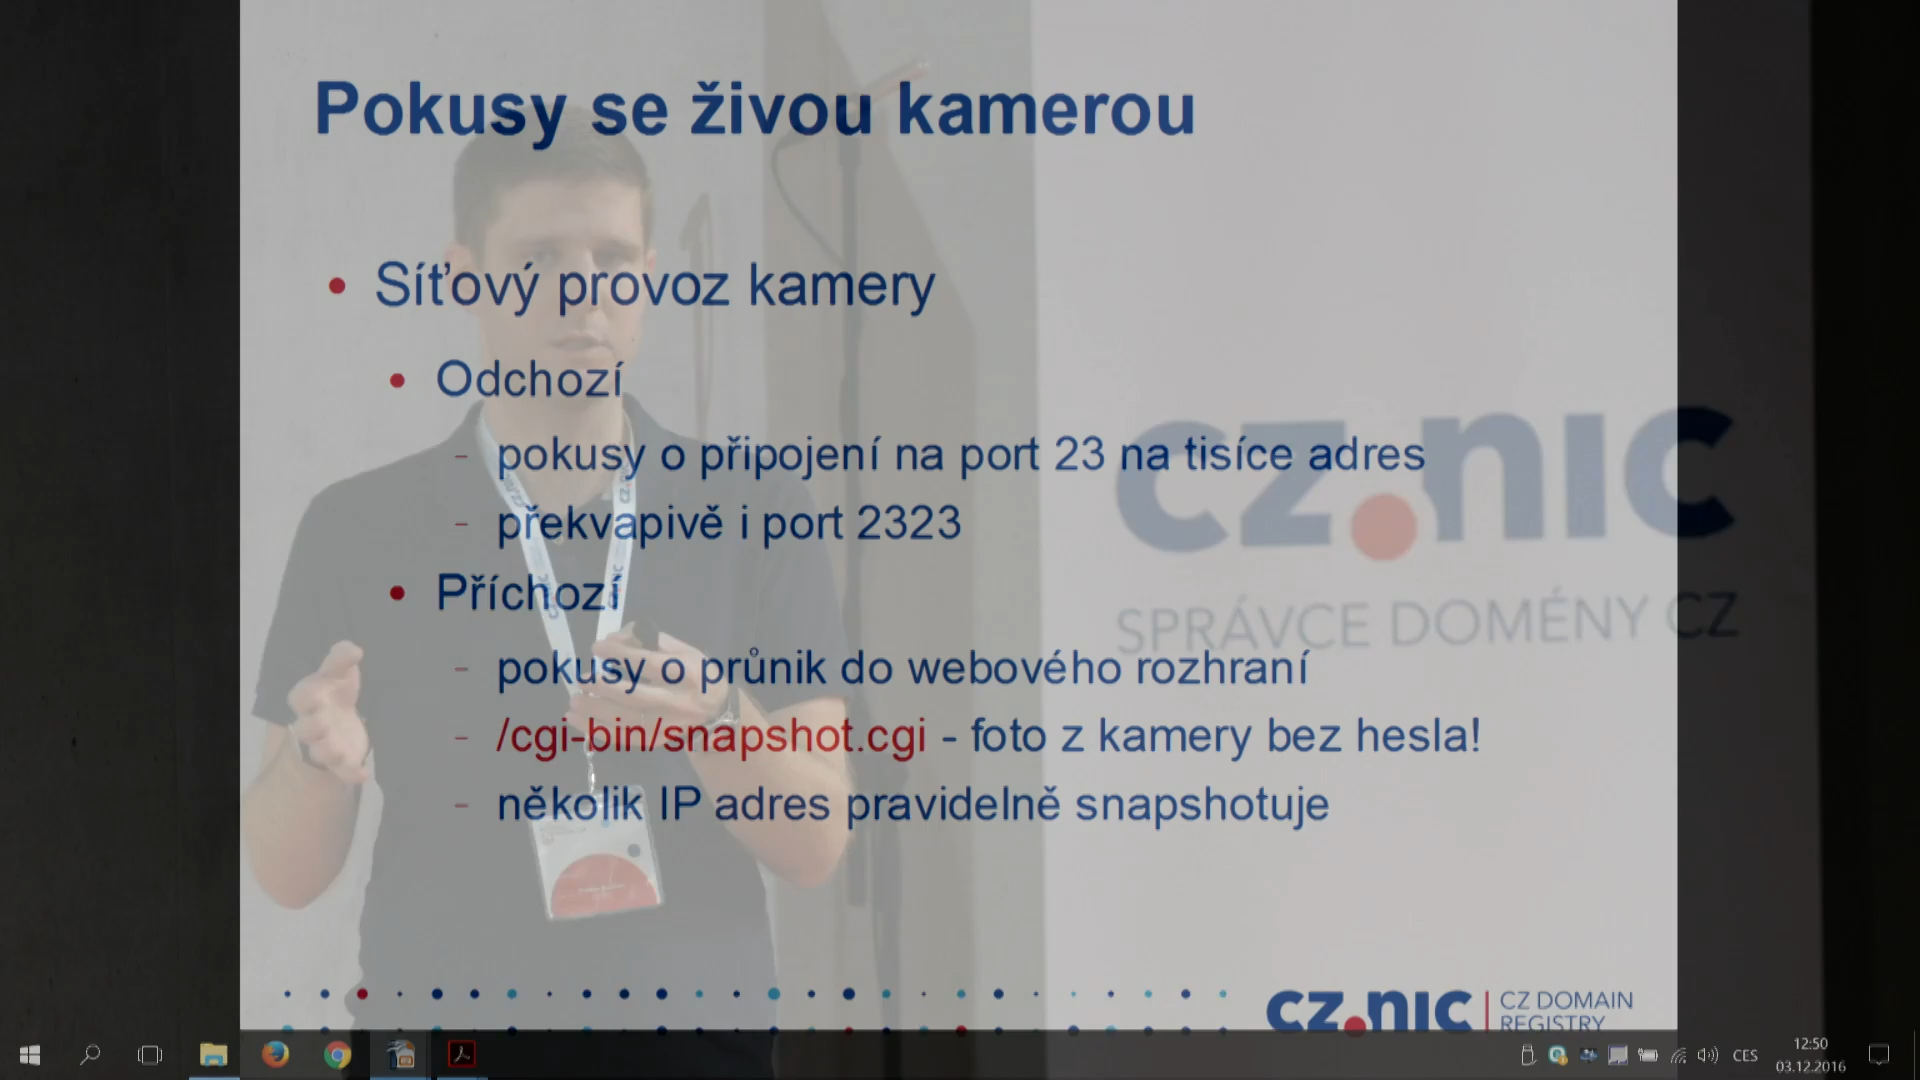 Pokusy se živou kamerou
Síťový provoz kamery
Odchozí
pokusy o připojení na port 23 na tisíce adres
překvapivě i port 2323
Příchozí
pokusy o průnik do webového rozhraní
/cgi-bin/snapshot.cgi - foto z kamery bez hesla!
několik IP adres pravidelně snapshotuje
cz.nic
SPRÁVCE DOMÉNY CZ
cz.nic
CZ DOMAIN
REGISTRY
CES
12:50
03.12.2016